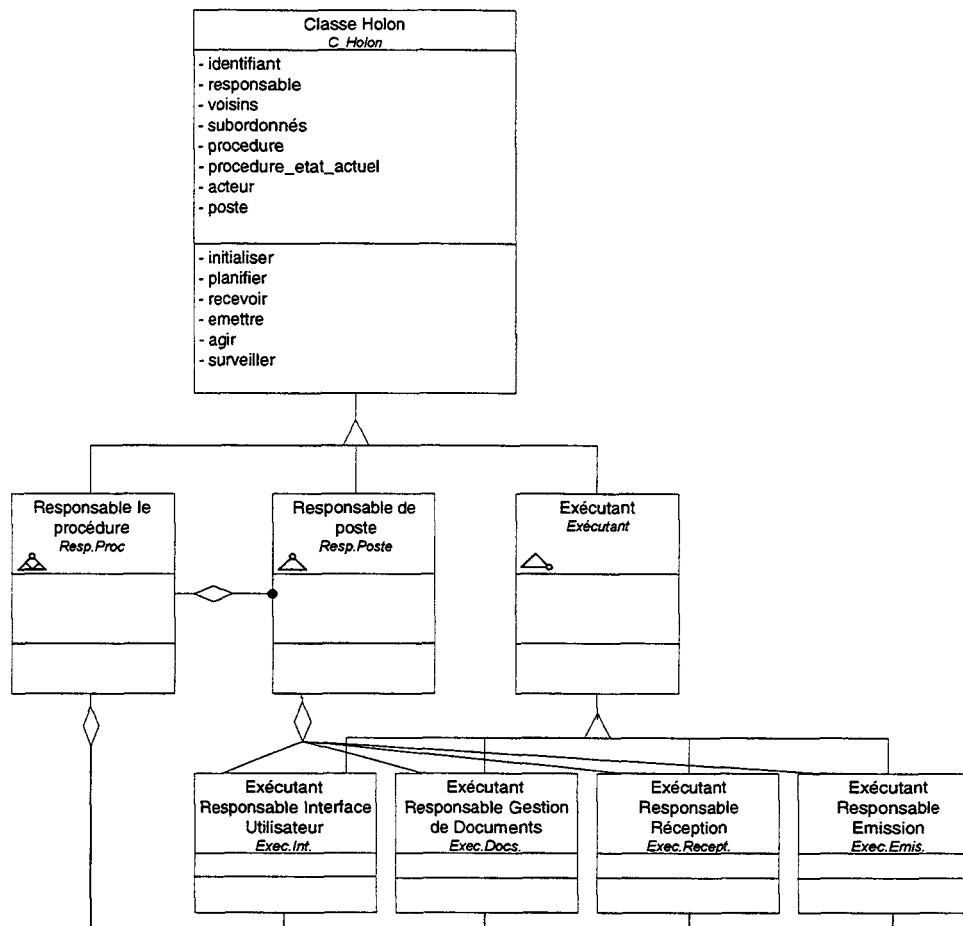 Classe Holon
C_Holon
- identifiant
- responsable
- voisins
- subordonnés
- procedure
- procedure_etat_actuel
- acteur
- poste
- initialiser
- planifier
- recevoir
- emettre
- agir
- surveiller
Responsable le
procédure
Resp.Proc
Responsable de
poste
Resp.Poste
Exécutant
Exécutant
Exécutant
Responsable Interface
Utilisateur
Exec.Int.
Exécutant
Responsable Gestion
de Documents
Exec.Docs.
Exécutant
Responsable
Réception
Exec.Recept.
Exécutant
Responsable
Emission
Exec.Emis.